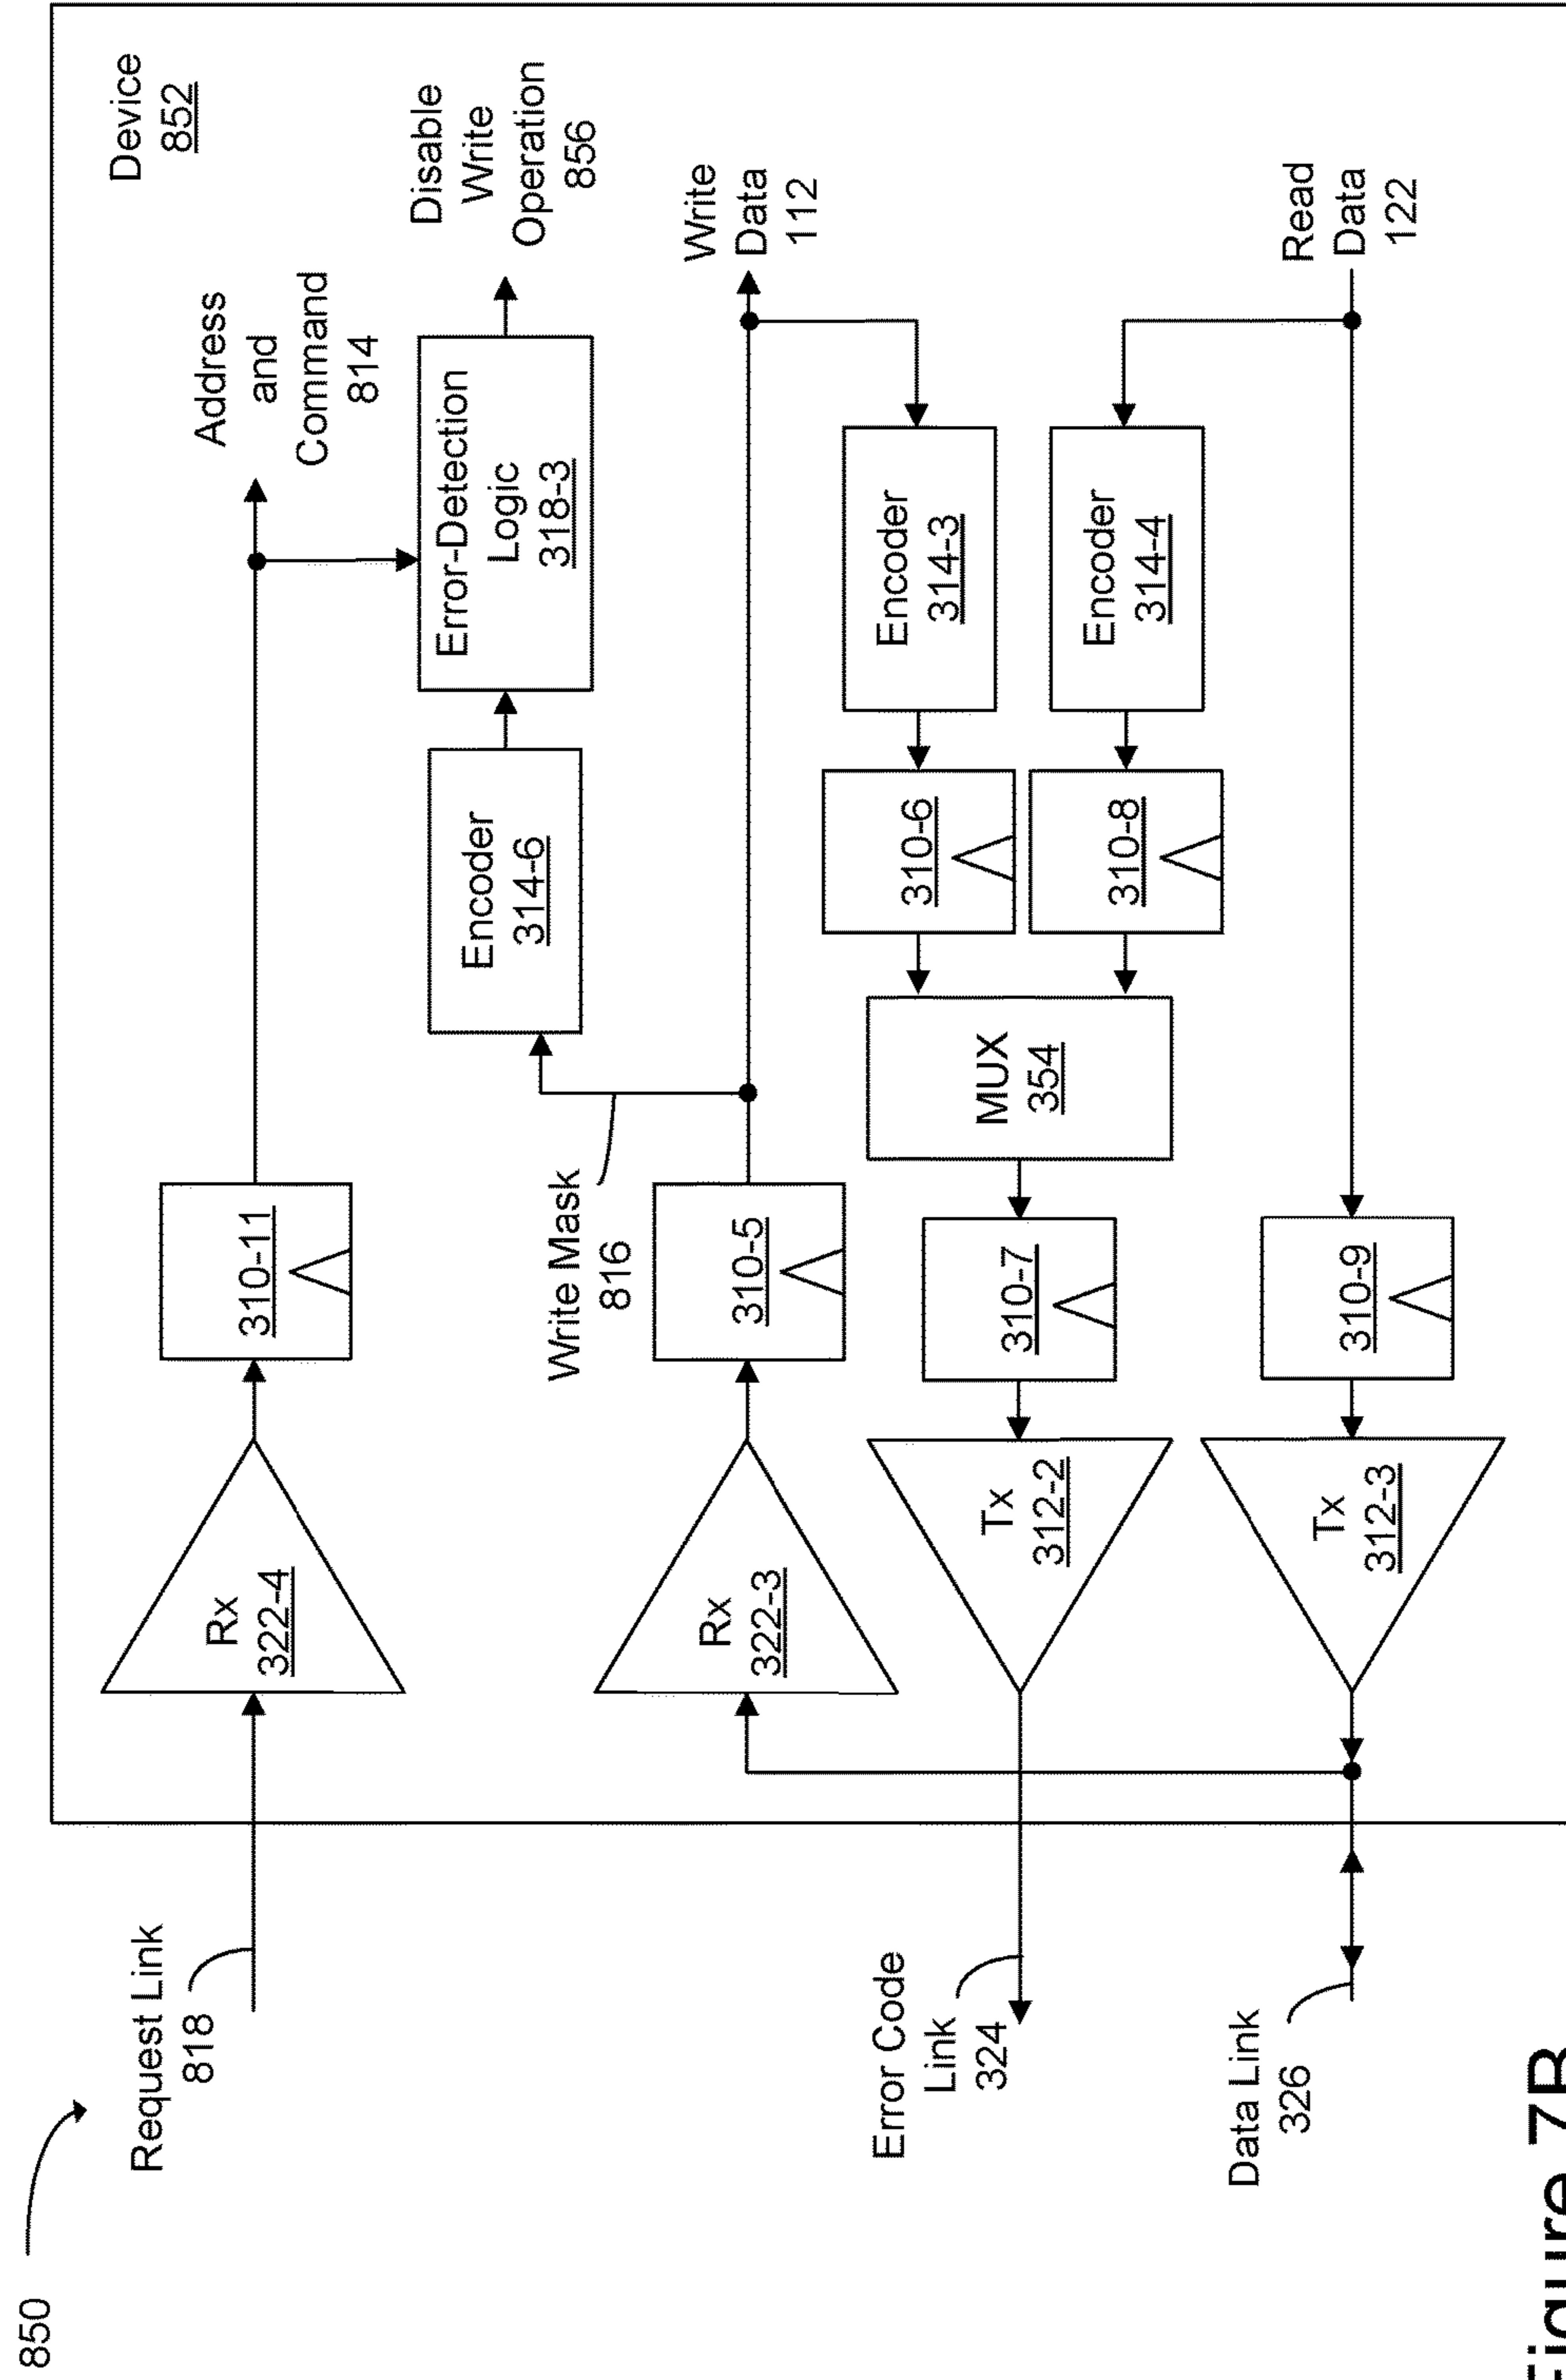 850
Device
852
Request Link
818
Rx
322-4
310-11
Address
and
Command
814
Write Mask
816
Encoder
314-6
Error-Detection
Logic
318-3
Disable
Write
Operation
856
Rx
322-3
310-5
Write
Data
112
Error Code
Link
324
Tx
312-2
310-7
MUX
354
310-6
Encoder
314-3
310-8
Encoder
314-4
Data Link
326
Tx
312-3
310-9
Read
Data
122
Figure 7B